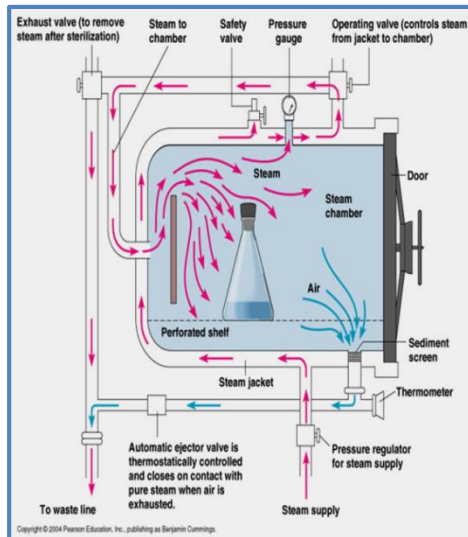 Exhaust valve (to remove
steam after sterilization)
Steam to
chamber
Safety
valve
Pressure
gauge
Operating valve (controls steam
from jacket to chamber)
Steam
Steam
chamber
Door
Air
Perforated shelf
Sediment
screen
Steam jacket
Thermometer
Automatic ejector valve is
thermostatically controlled
and closes on contact with
pure steam when air is
exhausted.
Pressure regulator
for steam supply
To waste line
Steam supply
Copyright © 2004 Pearson Education, Inc., publishing as Benjamin Cummings.